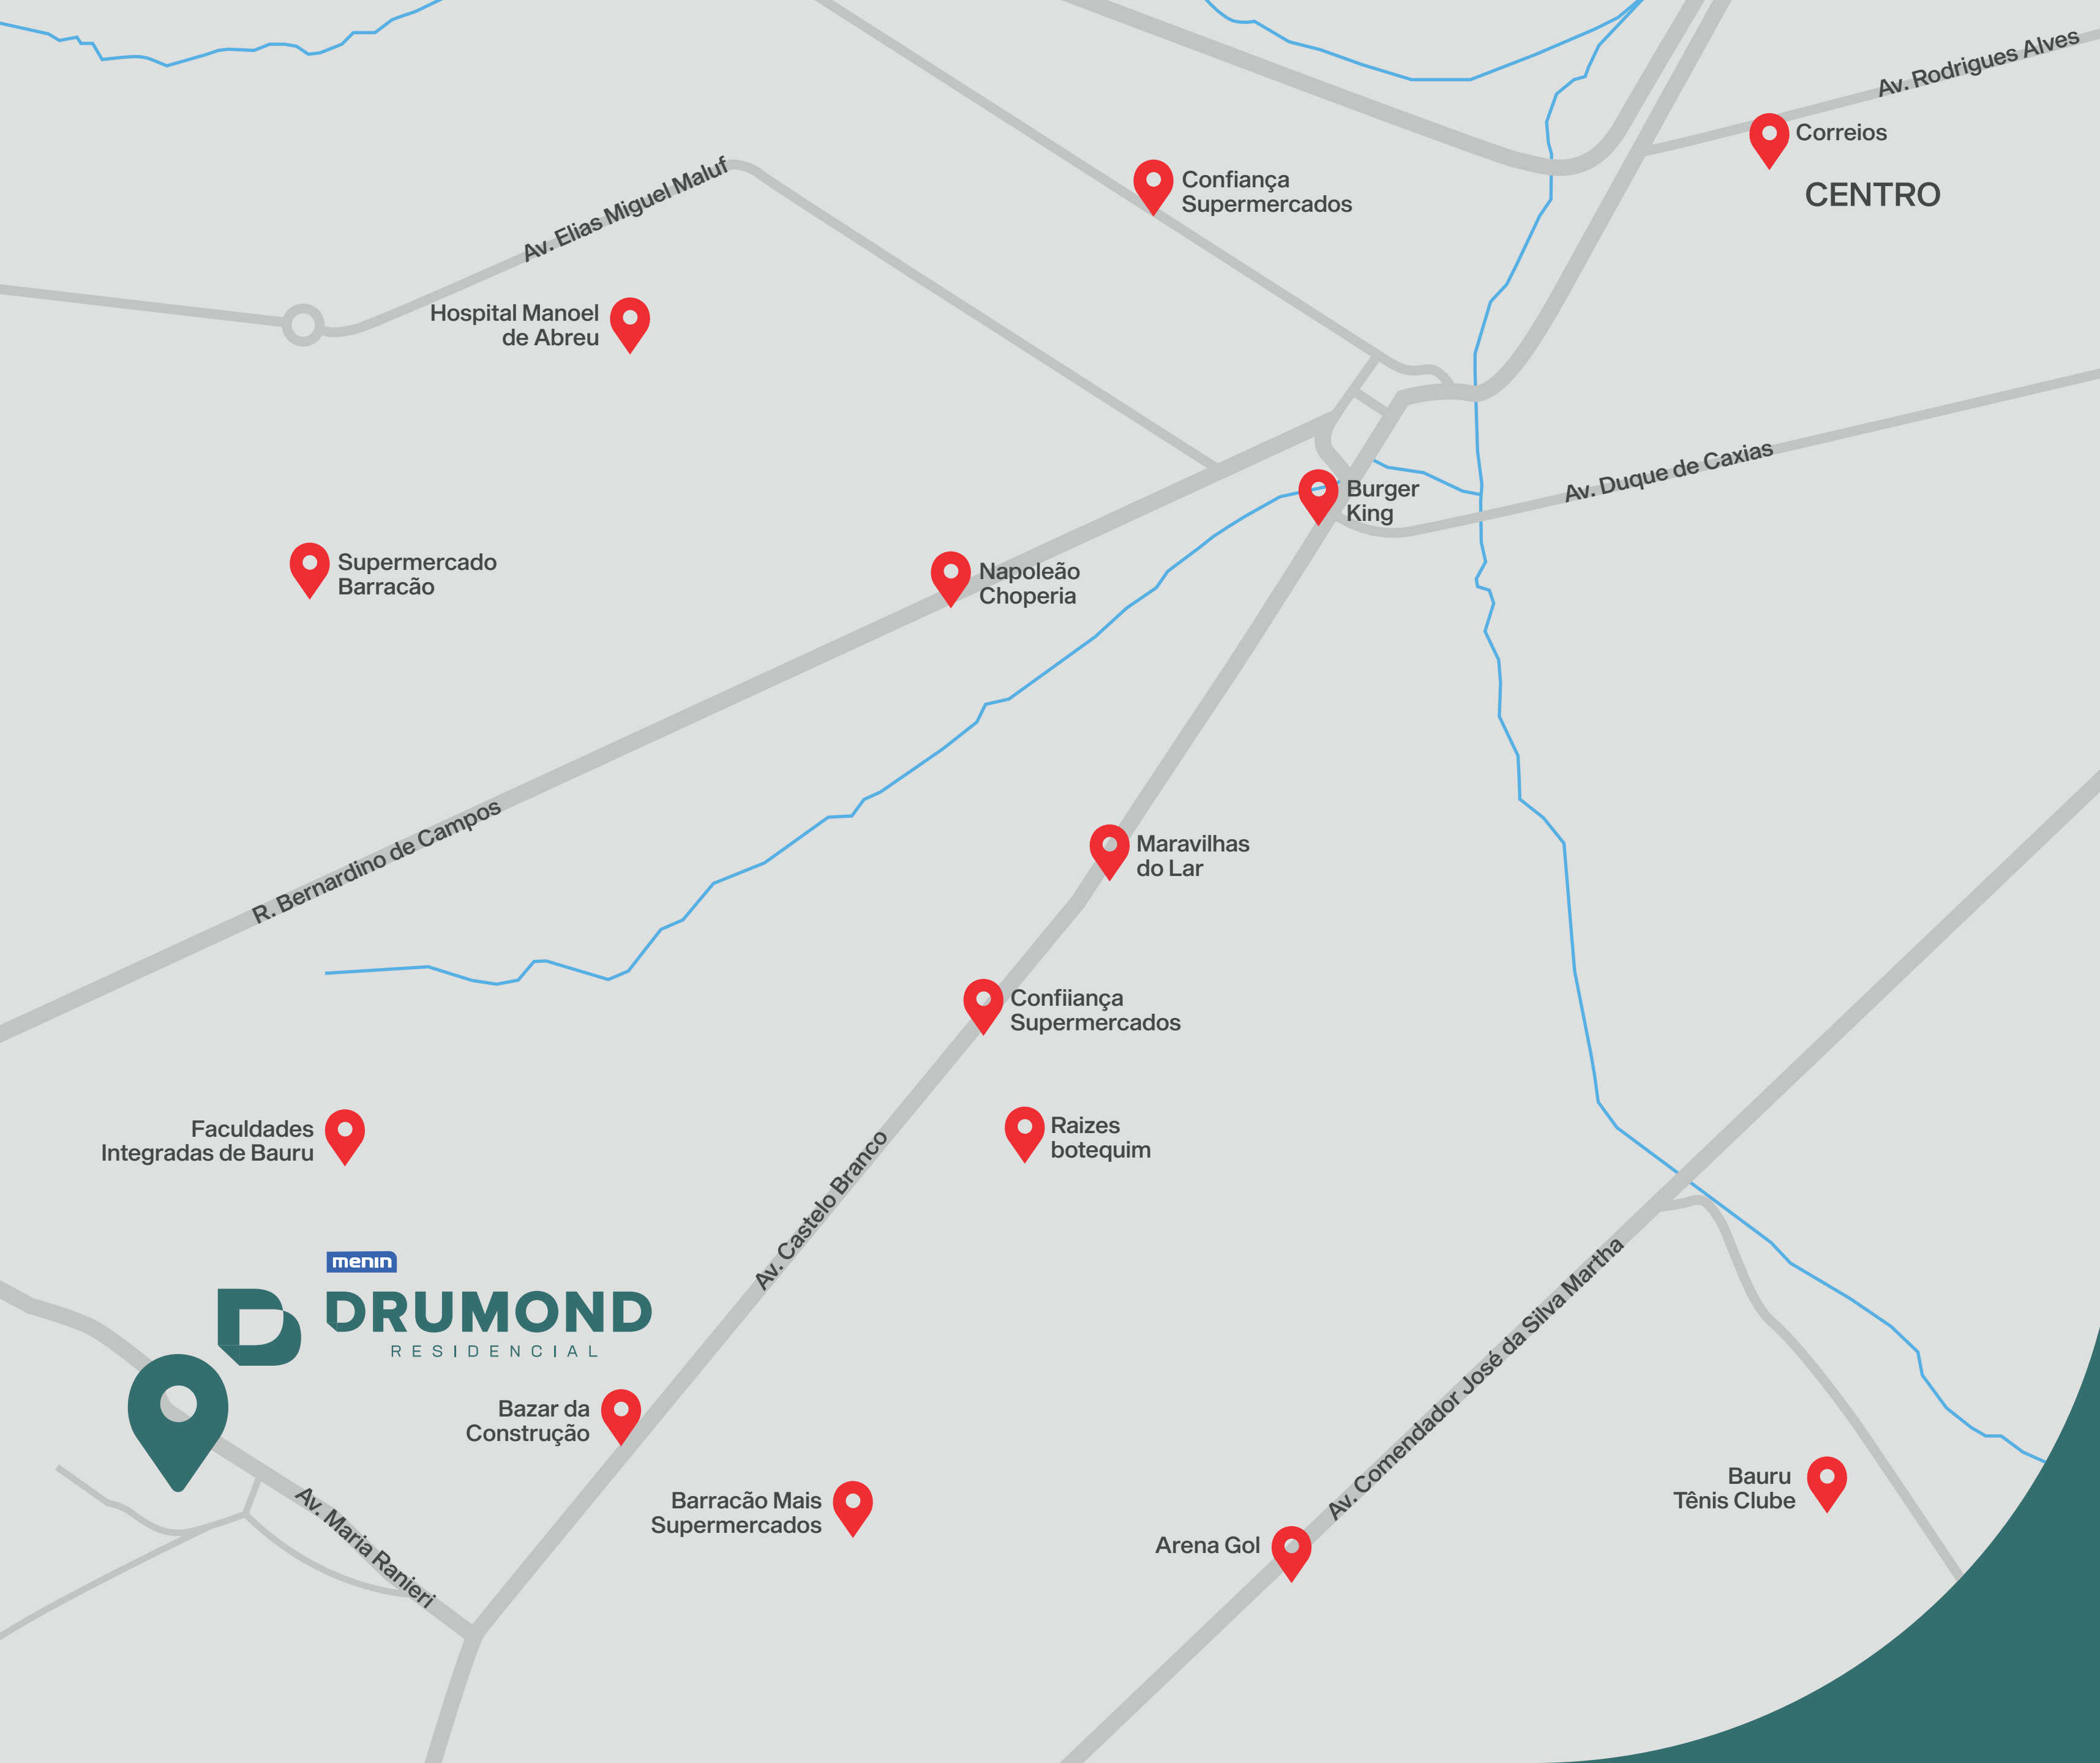 Av. Rodrigues Alves
Correios
CENTRO
Confiança
Supermercados
Av. Elias Miguel Maluf
Hospital Manoel
de Abreu
Av. Duque de Caxias
Burger
King
Supermercado
Barracão
Napoleão
Choperia
R. Bernardino de Campos
Maravilhas
do Lar
Confiiança
Supermercados
Faculdades
Integradas de Bauru
Raizes
botequim
Av. Castelo Branco
menin
DRUMOND
RESIDENCIAL
Av. Comendador José da Silva Martha
Bazar da
Construção
Barracão Mais
Supermercados
Av. Maria Ranieri
Arena Gol
Bauru
Tênis Clube